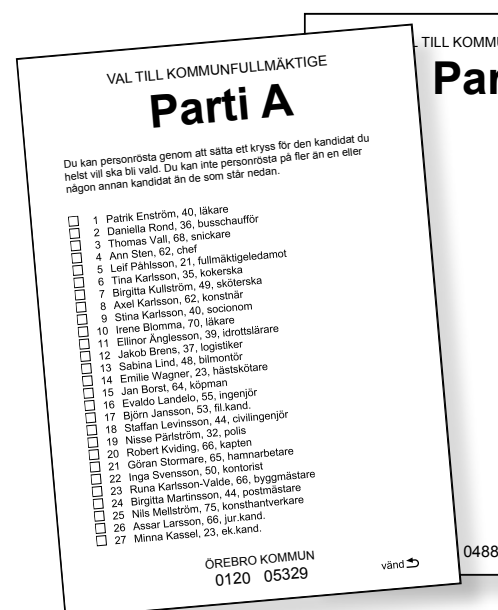 VAL TILL KOMMUNFULLMÄKTIGE
Parti A
Du kan personrösta genom att sätta ett kryss för den kandidat du
helst vill ska bli vald. Du kan inte personrösta på fler än en eller
någon annan kandidat än de som står nedan.
1 Patrik Enström, 40, läkare
2 Daniella Rond, 36, busschaufför
3 Thomas Vall, 68, snickare
4 Ann Sten, 62, chef
5 Leif Påhlsson, 21, fullmäktigeledamot
6 Tina Karlsson, 35, kokerska
7 Birgitta Kullström, 49, sköterska
8 Axel Karlsson, 62, konstnär
9 Stina Karlsson, 40, socionom
10 Irene Blomma, 70, läkare
11 Ellinor Änglesson, 39, idrottslärare
12 Jakob Brens, 37, logistiker
13 Sabina Lind, 48, bilmontör
14 Emilie Wagner, 23, hästskötare
15 Jan Borst, 64, köpman
16 Evaldo Landelo, 55, ingenjör
17 Björn Jansson, 53, fil.kand.
18 Staffan Levinsson, 44, civilingenjör
19 Nisse Pärlström, 32, polis
20 Robert Kviding, 66, kapten
21 Göran Stormare, 65, hamnarbetare
22 Inga Svensson, 50, kontorist
23 Runa Karlsson-Valde, 66, byggmästare
24 Birgitta Martinsson, 44, postmästare
25 Nils Mellström, 75, konsthantverkare
26 Assar Larsson, 66, jur.kand.
27 Minna Kassel, 23, ek.kand.
ÖREBRO KOMMUN
0120 05329
vänd
TILL KOMMU
Par
0488